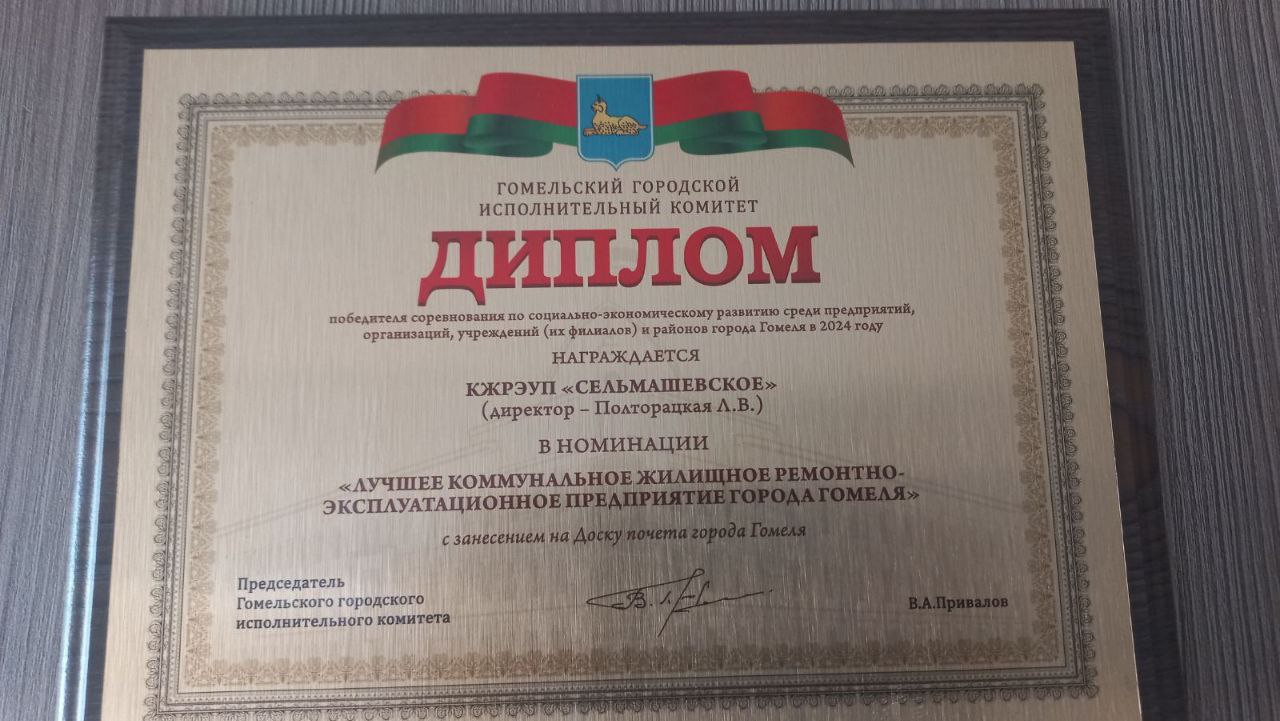 ГОМЕЛЬСКИЙ ГОРОДСКОЙ
ИСПОЛНИТЕЛЬНЫЙ КОМИТЕТ
ДИПЛОМ
победителя соревнования по социально-экономическому развитию среди предприятий,
организаций, учреждений (их филиалов) и районов города Гомеля в 2024 году
НАГРАЖДАЕТСЯ
КЖРЭУП «СЕЛЬМАШЕВСКОЕ»
(директор – Полторацкая Л.В.)
В НОМИНАЦИИ
«ЛУЧШЕЕ КОММУНАЛЬНОЕ ЖИЛИЩНОЕ РЕМОНТНО-
ЭКСПЛУАТАЦИОННОЕ ПРЕДПРИЯТИЕ ГОРОДА ГОМЕЛЯ»
с занесением на Доску почета города Гомеля
Председатель
Гомельского городского
исполнительного комитета
В.А.Привалов